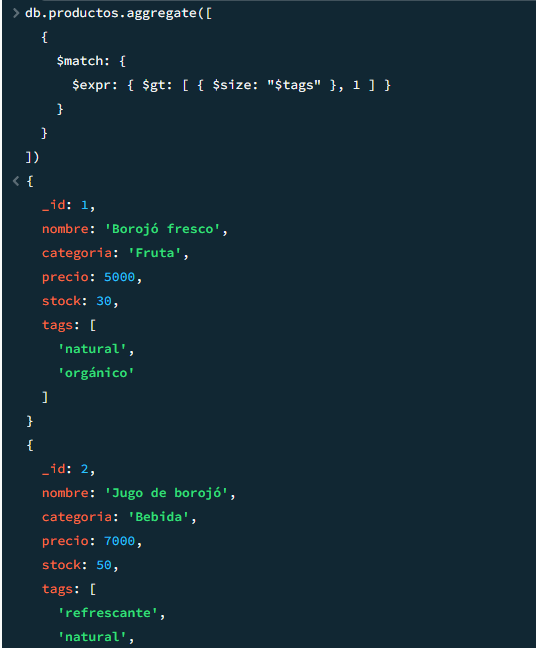 > db.productos.aggregate([
  {
    $match: {
      $expr: { $gt: [ { $size: "$tags" }, 1 ] }
    }
  }
])
< {
  _id: 1,
  nombre: 'Borojó fresco',
  categoria: 'Fruta',
  precio: 5000,
  stock: 30,
  tags: [
    'natural',
    'orgánico'
  ]
}
{
  _id: 2,
  nombre: 'Jugo de borojó',
  categoria: 'Bebida',
  precio: 7000,
  stock: 50,
  tags: [
    'refrescante',
    'natural',